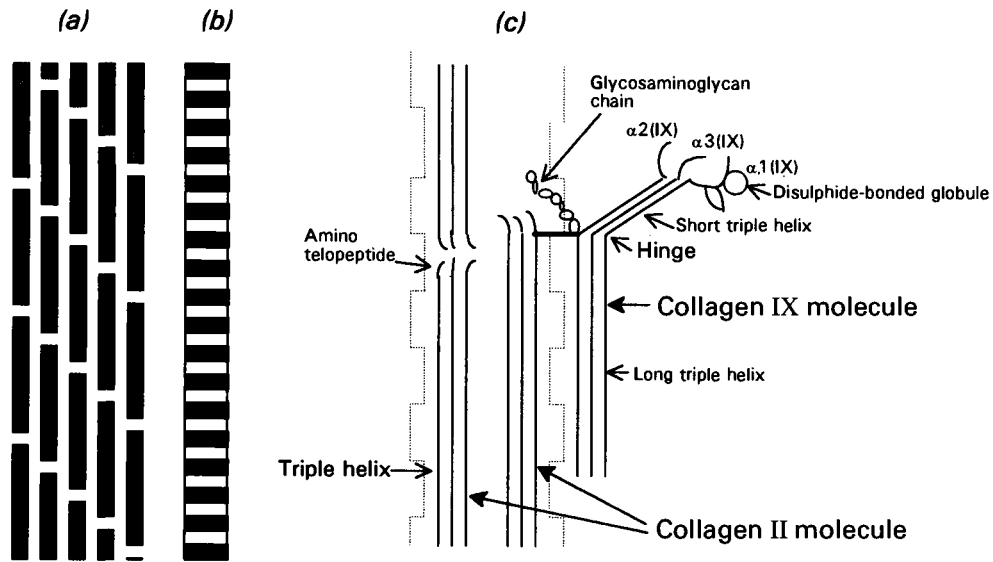 (a)
(b)
(c)
Glycosaminoglycan
chain
α2(IX)
α3(IX)
α1(IX)
Disulphide-bonded globule
Short triple helix
Amino
telopeptide
Hinge
Collagen IX molecule
Long triple helix
Triple helix
Collagen II molecule